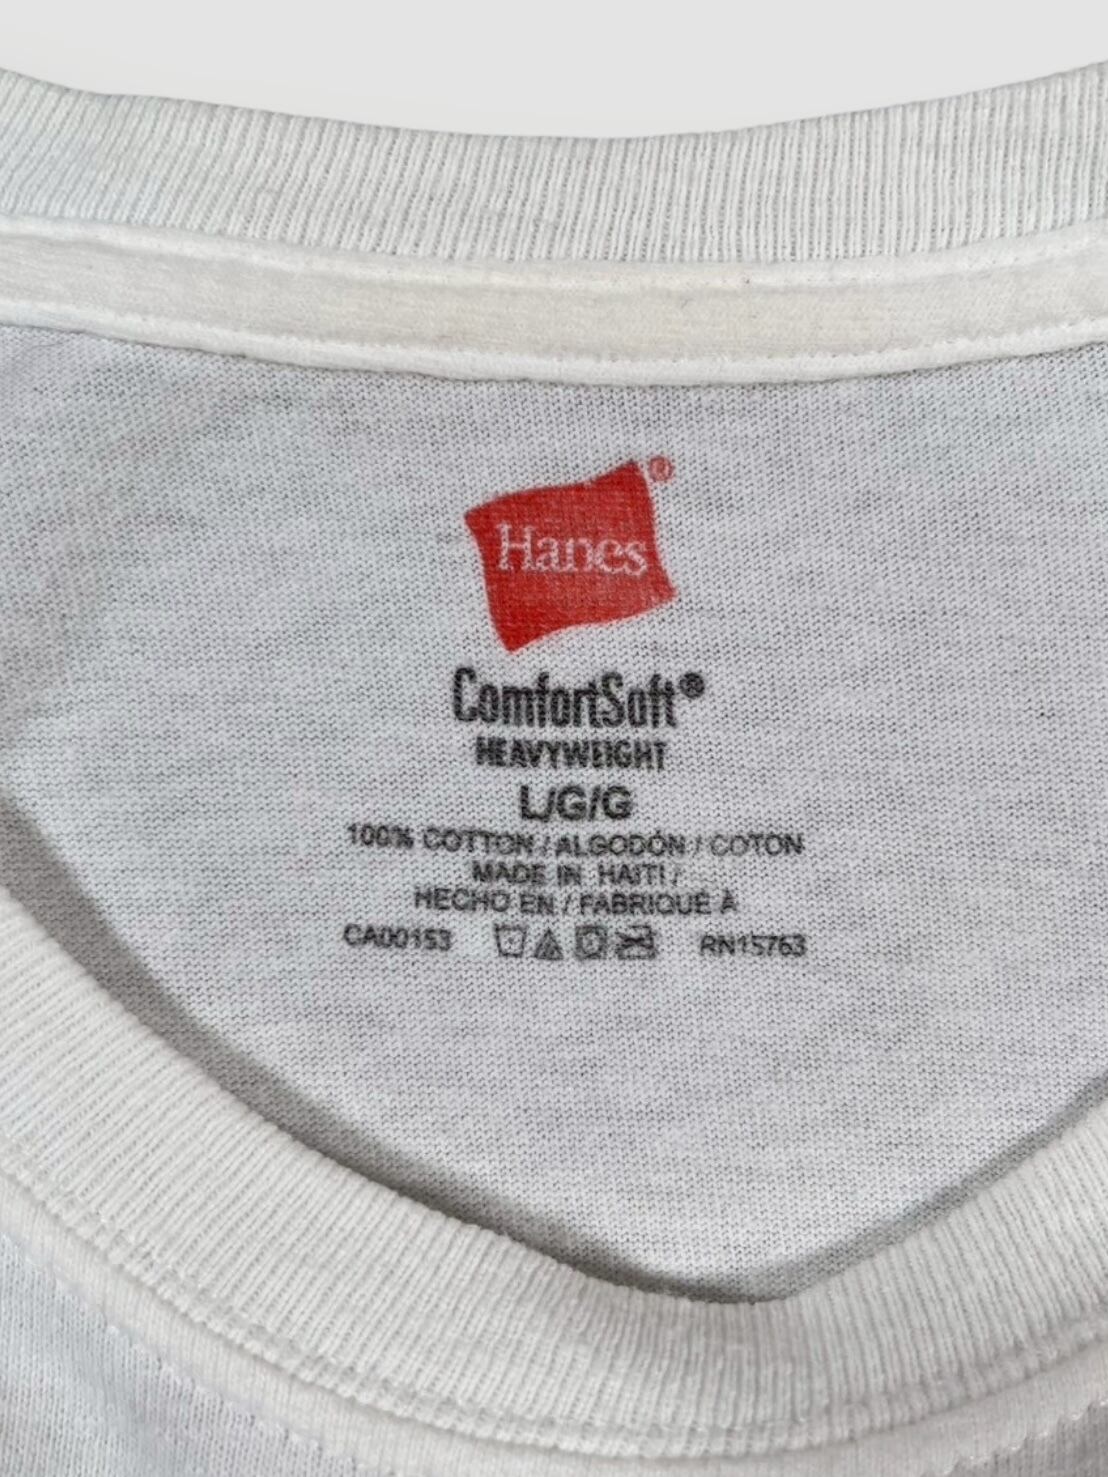 Hanes®
ComfortSoft®
HEAVYWEIGHT
L/G/G
100% COTTON / ALGODÓN / COTON
MADE IN HAITI /
HECHO EN / FABRIQUÉ À
CA00153 RN15763